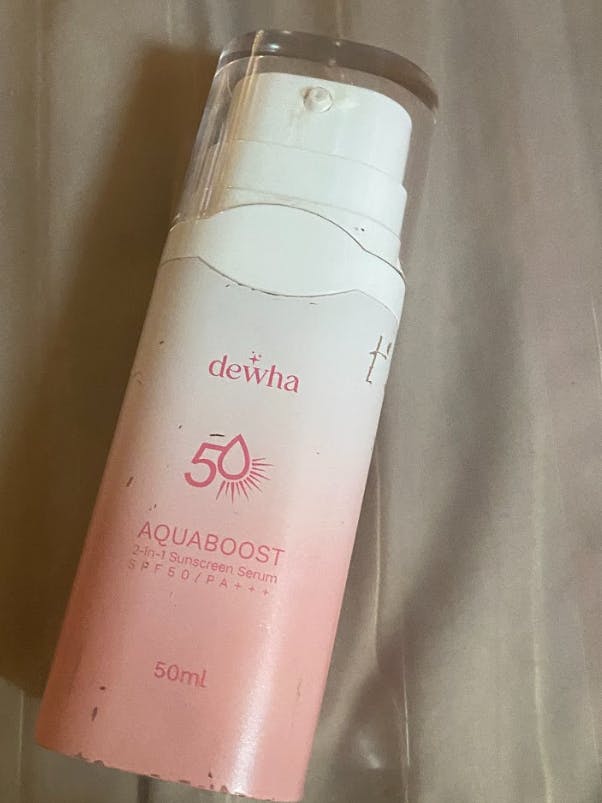 dewha
50
AQUABOOST
2-in-1 Sunscreen Serum
SPF50/PA+++
50ml